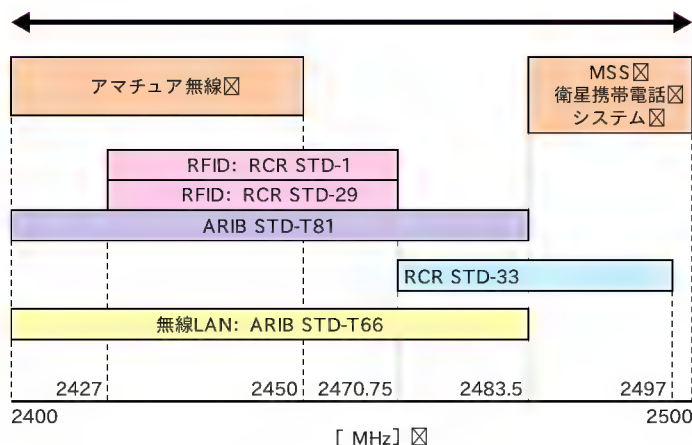 アマチュア無線
MSS
衛星携帯電話
システム
RFID: RCR STD-1
RFID: RCR STD-29
ARIB STD-T81
RCR STD-33
無線LAN: ARIB STD-T66
2427 2450 2470.75 2483.5 2497
2400 2500
[ MHz]